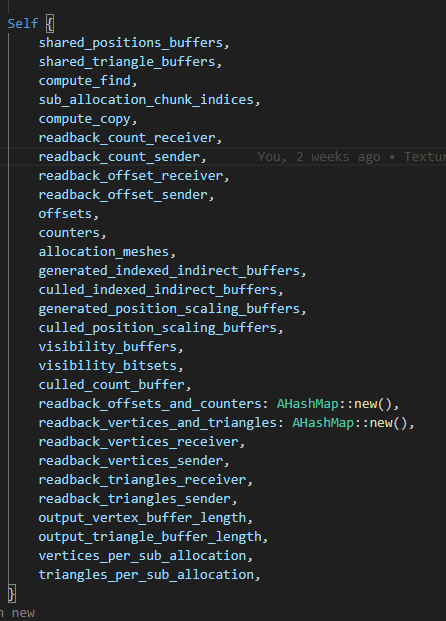 Self {
shared_positions_buffers,
shared_triangle_buffers,
compute_find,
sub_allocation_chunk_indices,
compute_copy,
readback_count_receiver,
readback_count_sender, You, 2 weeks ago • Textur
readback_offset_receiver,
readback_offset_sender,
offsets,
counters,
allocation_meshes,
generated_indexed_indirect_buffers,
culled_indexed_indirect_buffers,
generated_position_scaling_buffers,
culled_position_scaling_buffers,
visibility_buffers,
visibility_bitsets,
culled_count_buffer,
readback_offsets_and_counters: AHashMap::new(),
readback_vertices_and_triangles: AHashMap::new(),
readback_vertices_receiver,
readback_vertices_sender,
readback_triangles_receiver,
readback_triangles_sender,
output_vertex_buffer_length,
output_triangle_buffer_length,
vertices_per_sub_allocation,
triangles_per_sub_allocation,
}
n new